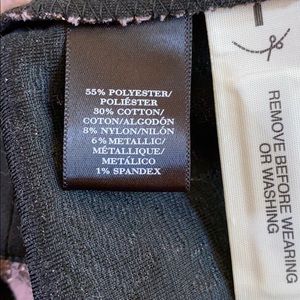 55% POLYESTER/
POLIÉSTER
30% COTTON/
COTON/ALGODÓN
8% NYLON/NILÓN
6% METALLIC/
MÉTALLIQUE/
METÁLICO
1% SPANDEX
REMOVE BEFORE WEARING
OR WASHING